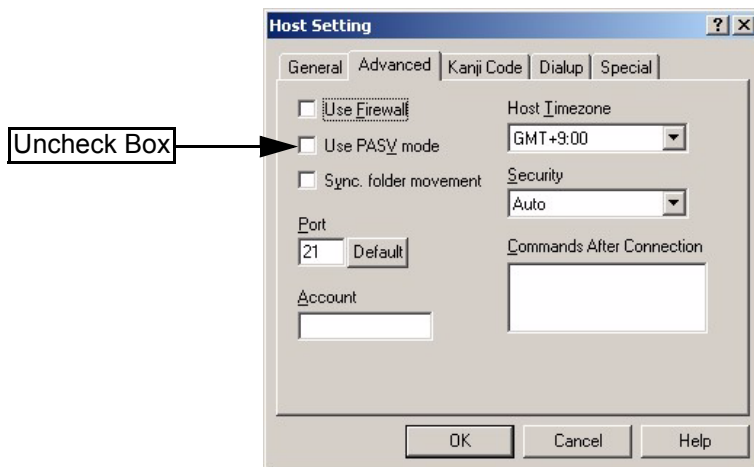 Host Setting
General Advanced Kanji Code Dialup Special
Use Firewall
Uncheck Box
Use PASV mode
Sync. folder movement
Port
21 Default
Account
Host Timezone
GMT+9:00
Security
Auto
Commands After Connection
OK Cancel Help